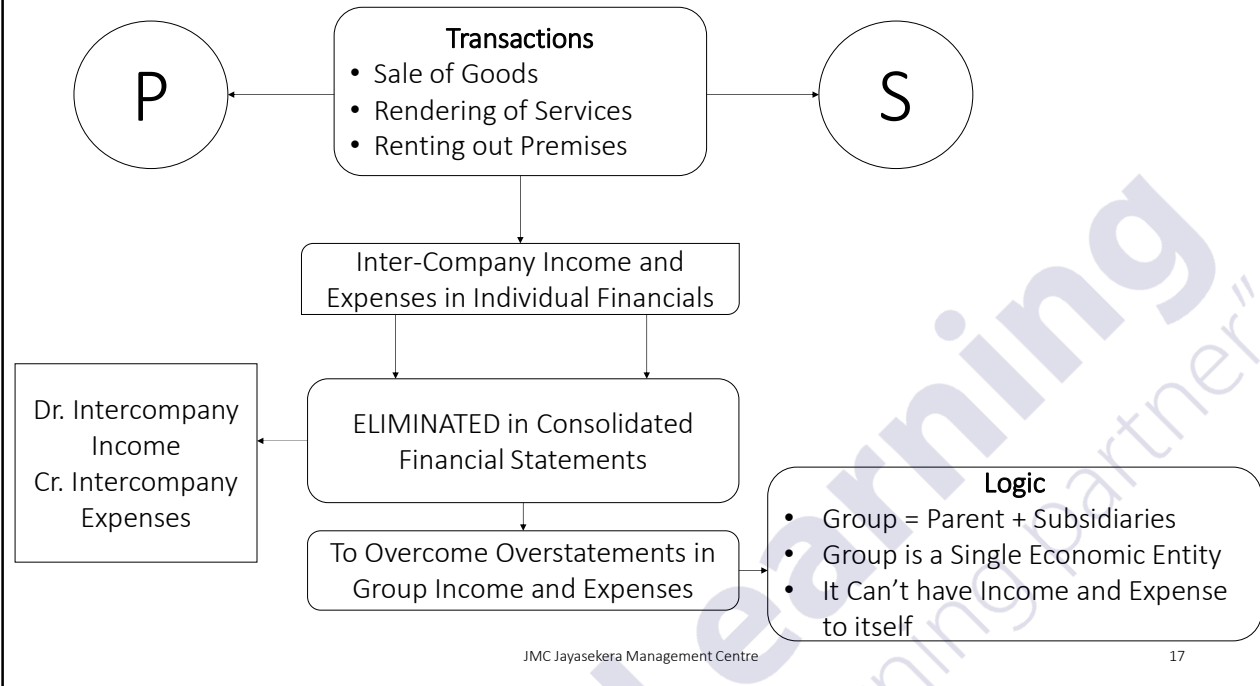 P
Transactions
• Sale of Goods
• Rendering of Services
• Renting out Premises
S
Inter-Company Income and
Expenses in Individual Financials
Dr. Intercompany
Income
Cr. Intercompany
Expenses
ELIMINATED in Consolidated
Financial Statements
To Overcome Overstatements in
Group Income and Expenses
Logic
• Group = Parent + Subsidiaries
• Group is a Single Economic Entity
• It Can’t have Income and Expense
to itself
JMC Jayasekera Management Centre
17
earning
ning partner”